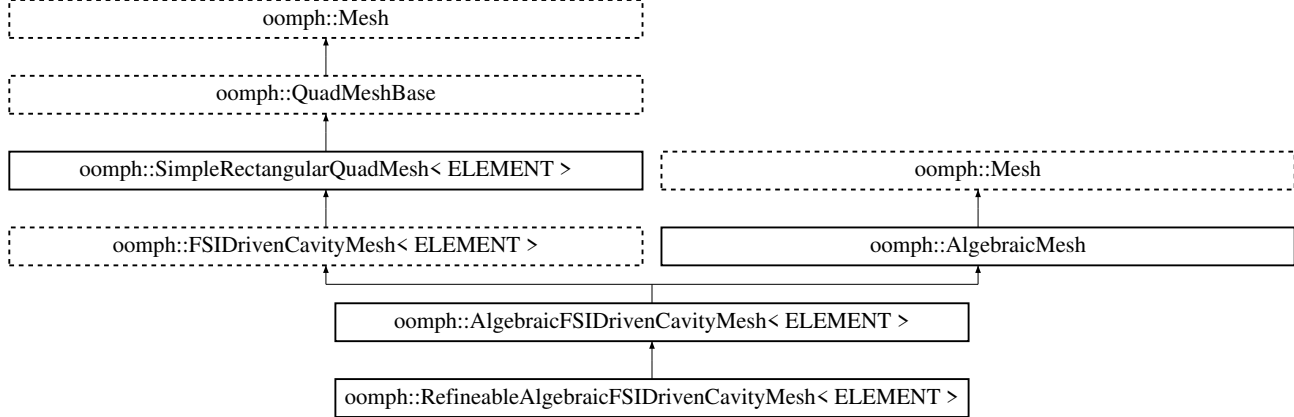 oomph::Mesh
oomph::QuadMeshBase
oomph::SimpleRectangularQuadMesh< ELEMENT >
oomph::Mesh
oomph::FSIDrivenCavityMesh< ELEMENT >
oomph::AlgebraicMesh
oomph::AlgebraicFSIDrivenCavityMesh< ELEMENT >
oomph::RefineableAlgebraicFSIDrivenCavityMesh< ELEMENT >